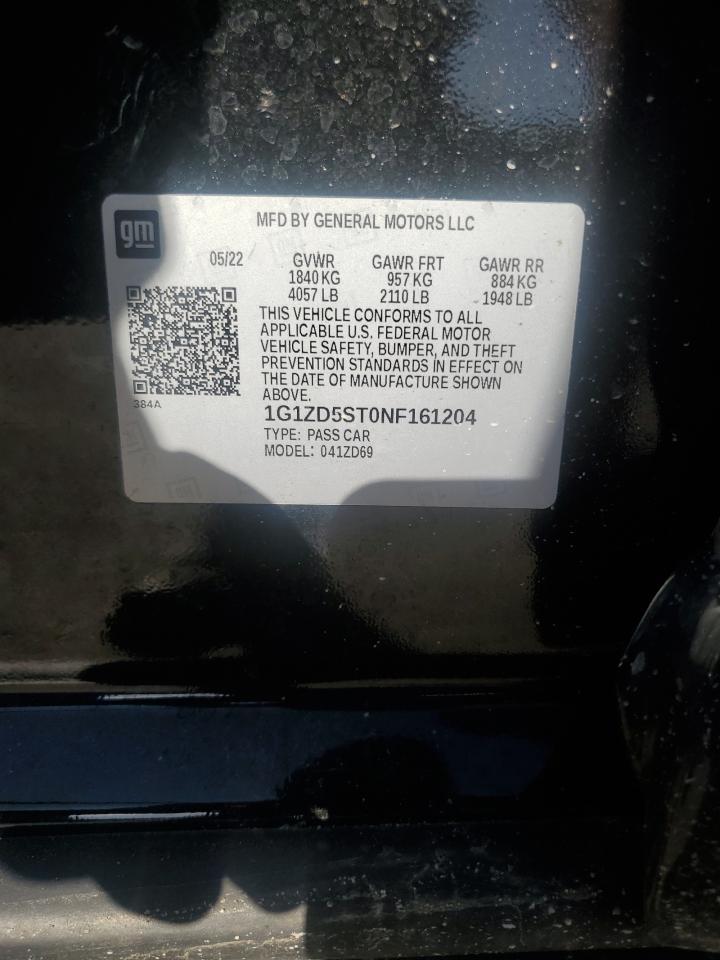 gm
MFD BY GENERAL MOTORS LLC
05/22
GVWR
1840 KG
4057 LB
GAWR FRT
957 KG
2110 LB
GAWR RR
884 KG
1948 LB
THIS VEHICLE CONFORMS TO ALL
APPLICABLE U.S. FEDERAL MOTOR
VEHICLE SAFETY, BUMPER, AND THEFT
PREVENTION STANDARDS IN EFFECT ON
THE DATE OF MANUFACTURE SHOWN
ABOVE.
384A
1G1ZD5ST0NF161204
TYPE: PASS CAR
MODEL: 041ZD69